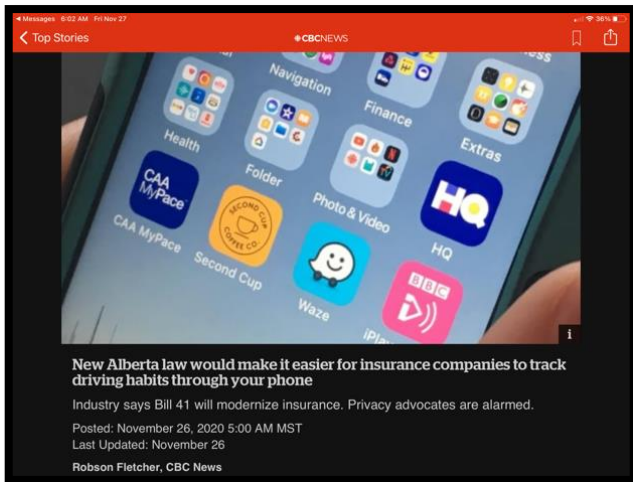 Messages 6:02 AM Fri Nov 27 36%
Top Stories
CBCNEWS
Navigation
Finance
Health
Folder
Photo & Video
Extras
CAA
MyPace
SECOND CUP
COFFEE CO.
HQ
BBC
CAA MyPace
Second Cup
Waze
HQ
i
New Alberta law would make it easier for insurance companies to track
driving habits through your phone
Industry says Bill 41 will modernize insurance. Privacy advocates are alarmed.
Posted: November 26, 2020 5:00 AM MST
Last Updated: November 26
Robson Fletcher, CBC News